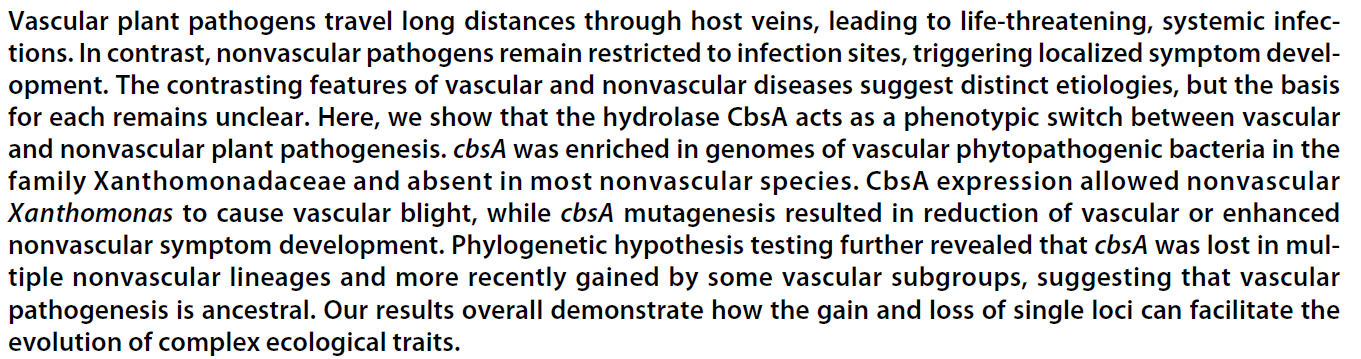 Vascular plant pathogens travel long distances through host veins, leading to life-threatening, systemic infec-
tions. In contrast, nonvascular pathogens remain restricted to infection sites, triggering localized symptom devel-
opment. The contrasting features of vascular and nonvascular diseases suggest distinct etiologies, but the basis
for each remains unclear. Here, we show that the hydrolase CbsA acts as a phenotypic switch between vascular
and nonvascular plant pathogenesis. cbsA was enriched in genomes of vascular phytopathogenic bacteria in the
family Xanthomonadaceae and absent in most nonvascular species. CbsA expression allowed nonvascular
Xanthomonas to cause vascular blight, while cbsA mutagenesis resulted in reduction of vascular or enhanced
nonvascular symptom development. Phylogenetic hypothesis testing further revealed that cbsA was lost in mul-
tiple nonvascular lineages and more recently gained by some vascular subgroups, suggesting that vascular
pathogenesis is ancestral. Our results overall demonstrate how the gain and loss of single loci can facilitate the
evolution of complex ecological traits.